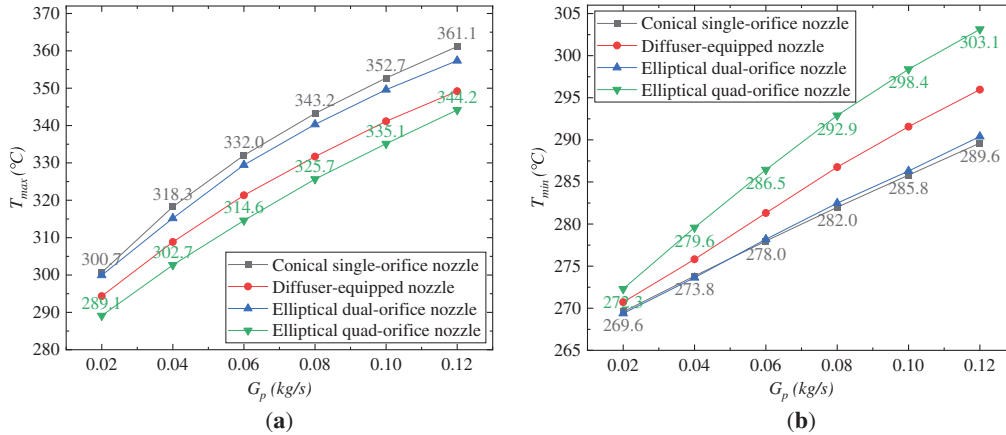 370
360
350
340
330
320
310
300
290
280
T_max (°C)
300.7
318.3
332.0
343.2
352.7
361.1
289.1
302.7
314.6
325.7
335.1
344.2
Conical single-orifice nozzle
Diffuser-equipped nozzle
Elliptical dual-orifice nozzle
Elliptical quad-orifice nozzle
0.02 0.04 0.06 0.08 0.10 0.12
G_p (kg/s)
(a)
305
300
295
290
285
280
275
270
265
T_min (°C)
Conical single-orifice nozzle
Diffuser-equipped nozzle
Elliptical dual-orifice nozzle
Elliptical quad-orifice nozzle
272.3
279.6
286.5
292.9
298.4
303.1
269.6
273.8
278.0
282.0
285.8
289.6
0.02 0.04 0.06 0.08 0.10 0.12
G_p (kg/s)
(b)